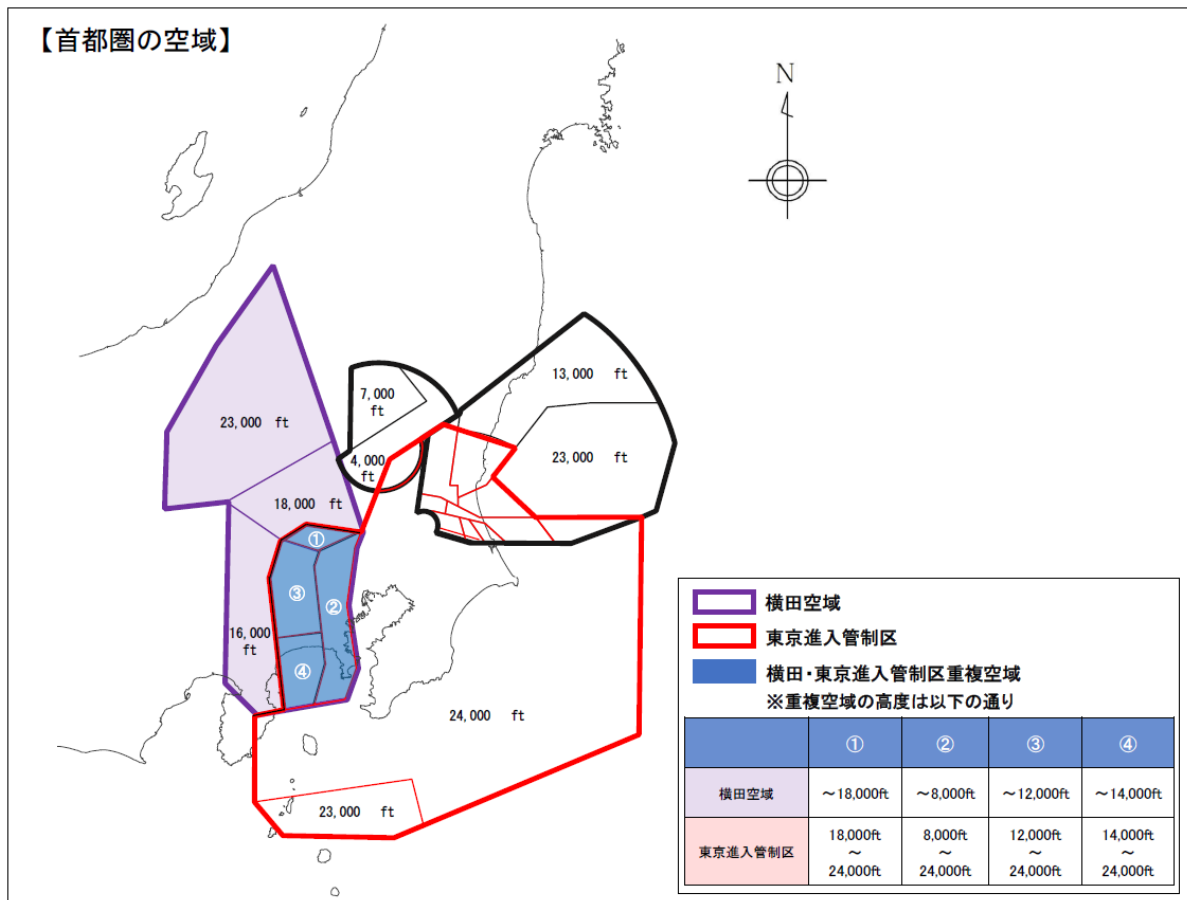 【首都圏の空域】
N
13,000 ft
7,000
ft
23,000 ft
23,000 ft
4,000
ft
18,000 ft
①
③
②
16,000
ft
④
24,000 ft
23,000 ft
横田空域
東京進入管制区
横田・東京進入管制区重複空域
※重複空域の高度は以下の通り
① ② ③ ④
横田空域 ~18,000ft ~8,000ft ~12,000ft ~14,000ft
東京進入管制区 18,000ft~24,000ft 8,000ft~24,000ft 12,000ft~24,000ft 14,000ft~24,000ft